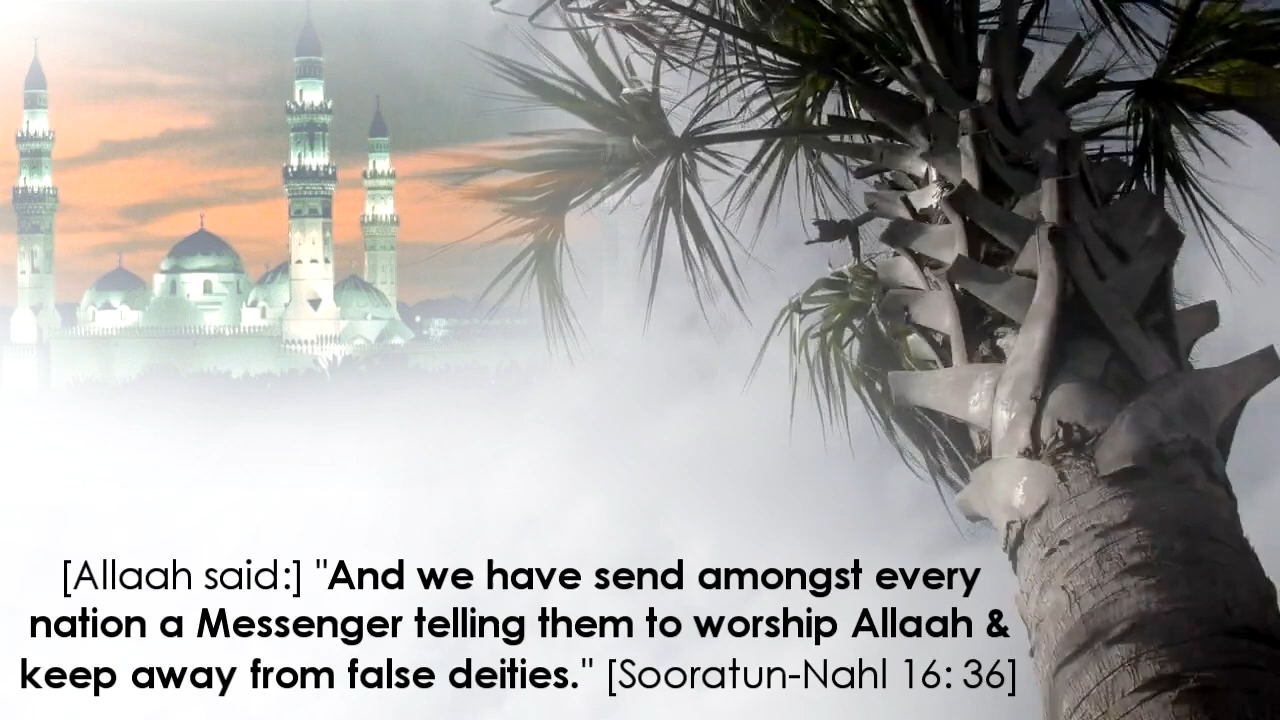 [Allaah said:] "And we have send amongst every
nation a Messenger telling them to worship Allaah &
keep away from false deities." [Sooratun-Nahl 16: 36]